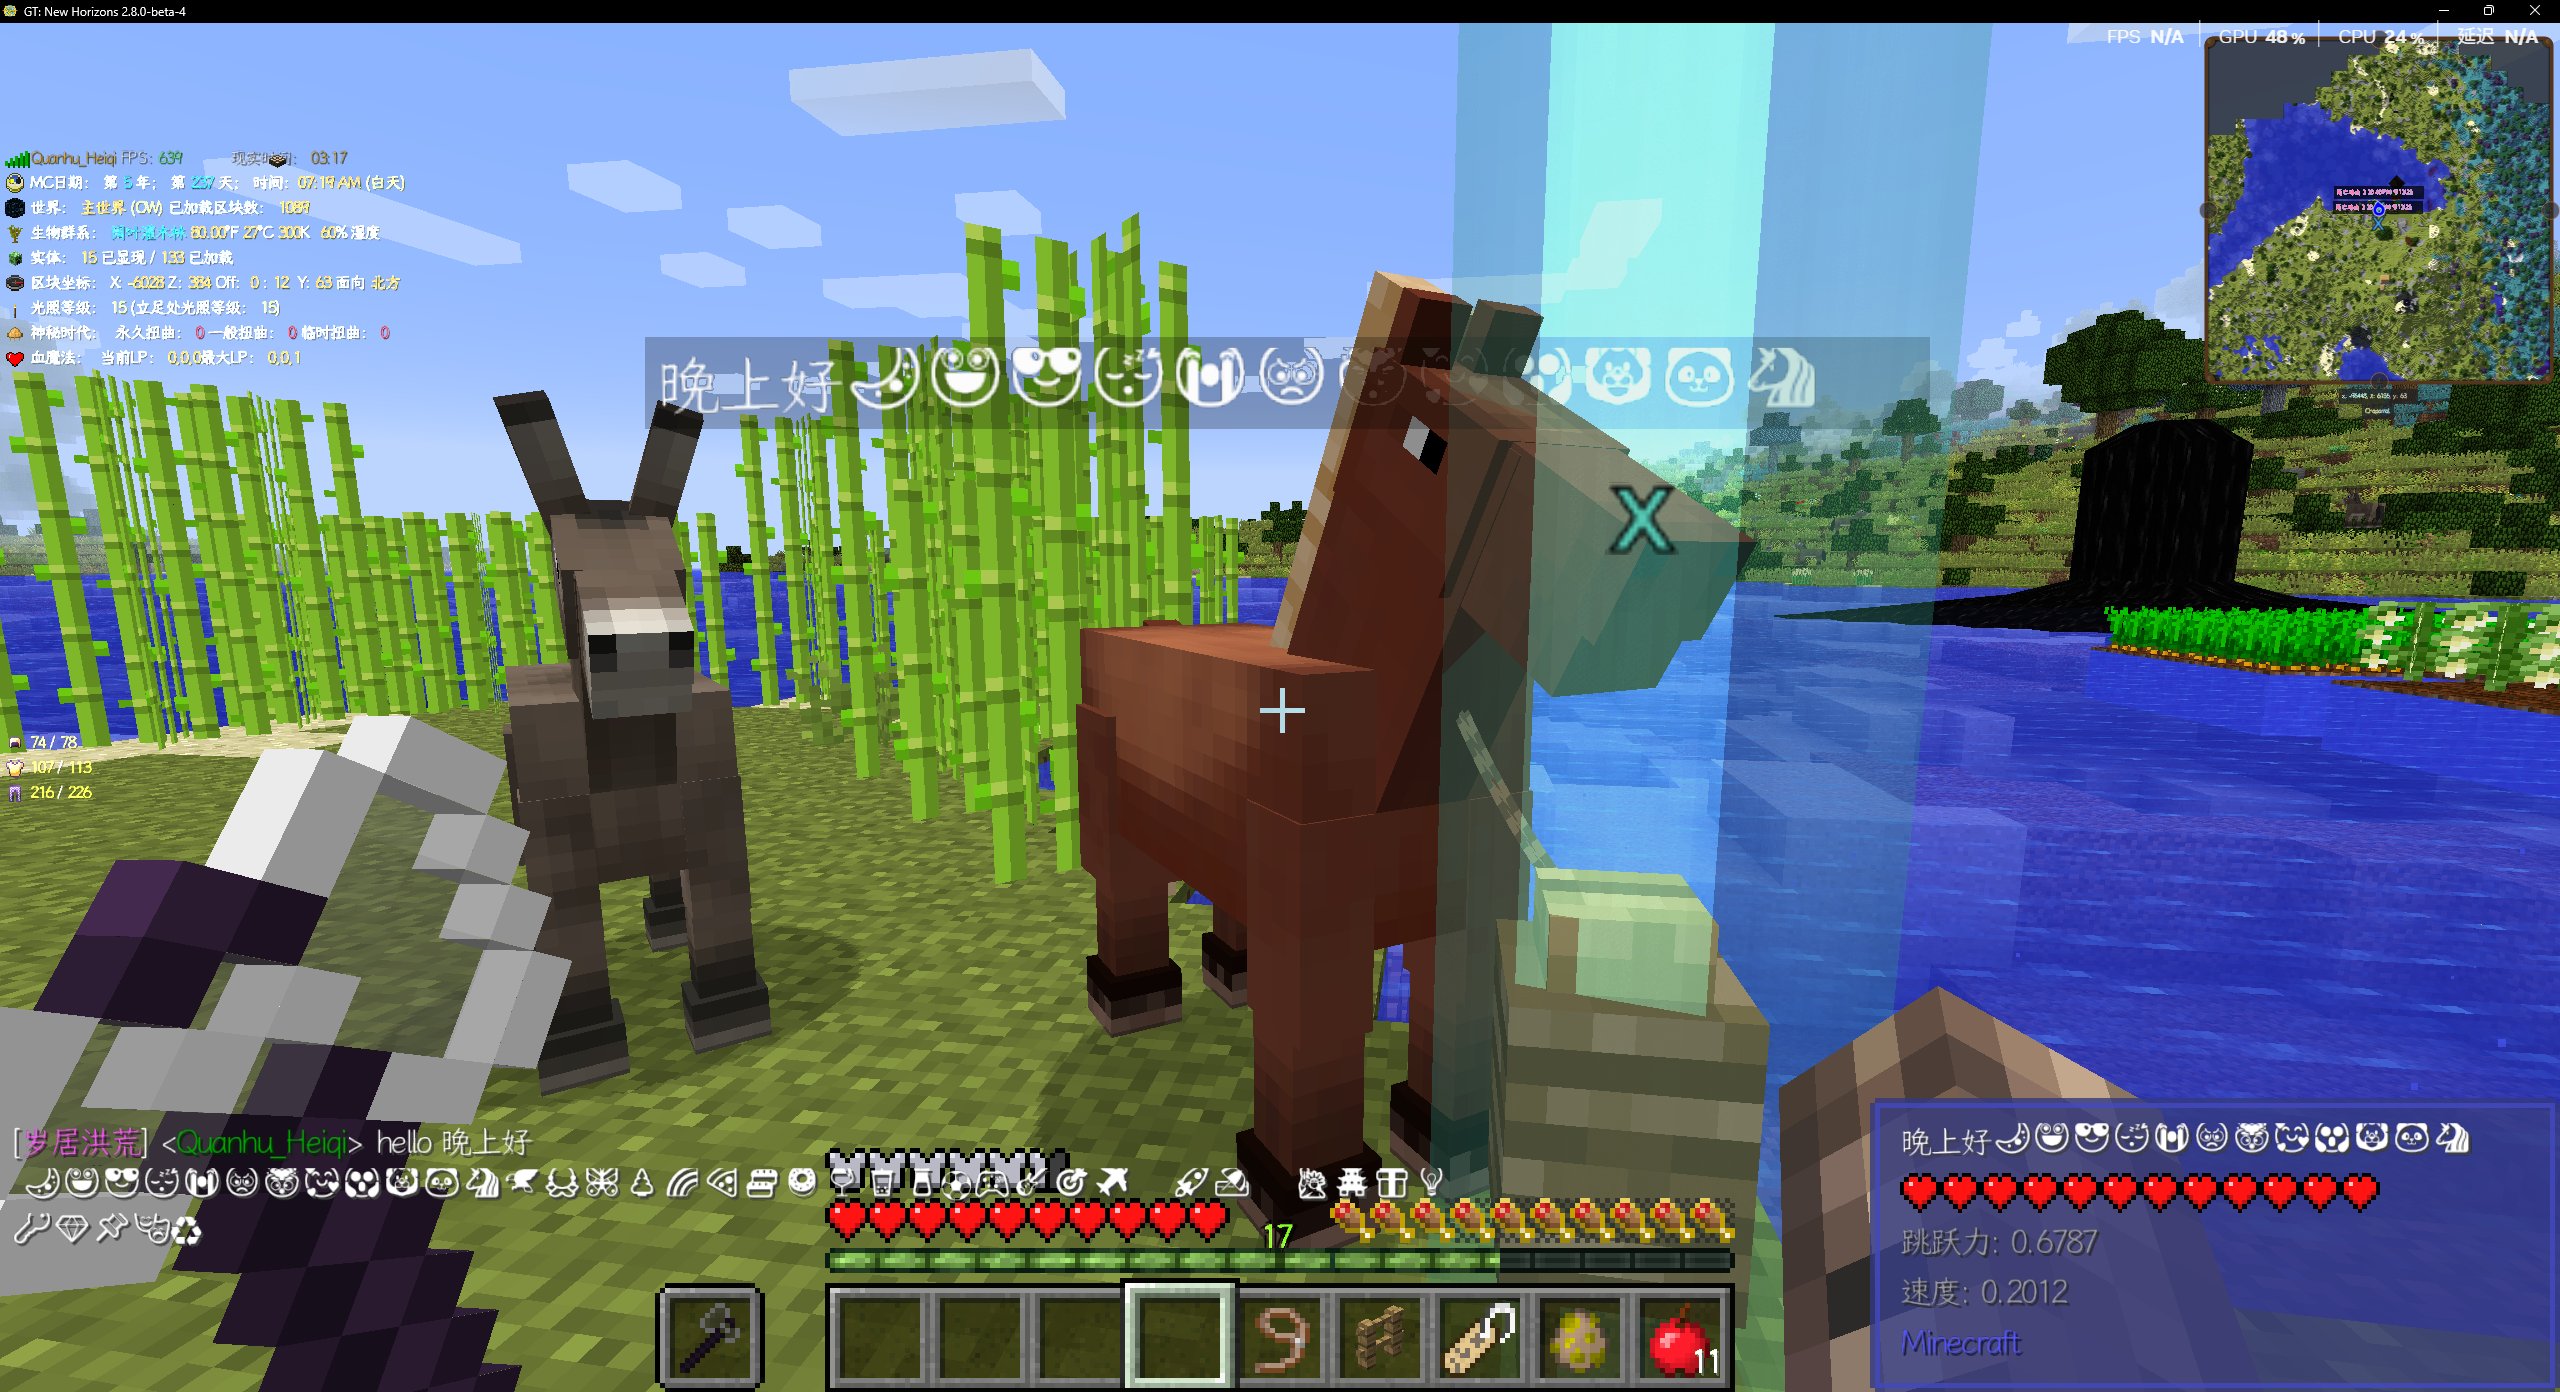 GT: New Horizons 2.8.0-beta-4
FPS N/A GPU 48 % CPU 24 % 延迟 N/A
Quanhu_Heiqi FPS: 639 现实时间: 03:17
MC日期: 第 5 年; 第 237 天; 时间: 07:19 AM (白天)
世界: 主世界 (OW) 已加载区块数: 1089
生物群系: 80.00°F 27°C 300K 60% 湿度
实体: 15 已显现 / 133 已加载
区块坐标: X: -6028 Z: 384 Off: 0 : 12 Y: 63 面向 北方
光照等级: 15 (立足处光照等级: 15)
神秘时代: 永久扭曲: 0 一般扭曲: 0 临时扭曲: 0
血魔法: 当前LP: 0,0,0最大LP: 0,0,1
晚上好🌙😀😎😴🙌😠
X
Chaparral
74 / 78
107 / 113
216 / 226
[岁居洪荒] <Quanhu_Heiqi> hello 晚上好
17
11
晚上好
跳跃力: 0.6787
速度: 0.2012
Minecraft